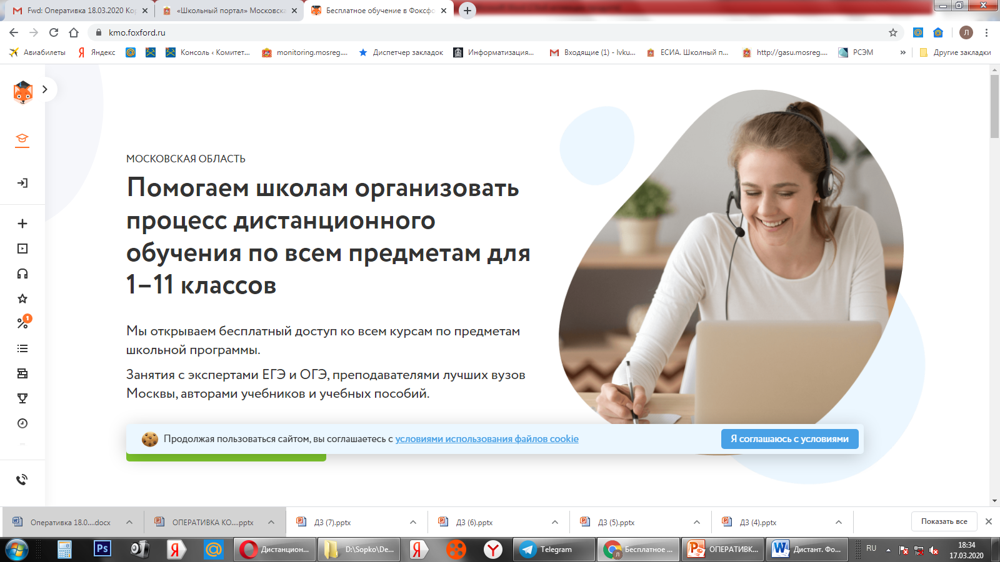 Fwd: Оперативка 18.03.2020 Кор
«Школьный портал» Московска
Бесплатное обучение в Фоксфо
kmo.foxford.ru
Л
Авиабилеты
Яндекс
Консоль ‹ Комитет...
monitoring.mosreg....
Диспетчер закладок
Информатизация...
Входящие (1) - lvku...
ЕСИА. Школьный п...
http://gasu.mosreg....
РСЭМ
»
Другие закладки
МОСКОВСКАЯ ОБЛАСТЬ
Помогаем школам организовать
процесс дистанционного
обучения по всем предметам для
1–11 классов
Мы открываем бесплатный доступ ко всем курсам по предметам
школьной программы.
Занятия с экспертами ЕГЭ и ОГЭ, преподавателями лучших вузов
Москвы, авторами учебников и учебных пособий.
1
Продолжая пользоваться сайтом, вы соглашаетесь с условиями использования файлов cookie
Я соглашаюсь с условиями
Оперативка 18.0....docx
ОПЕРАТИВКА КО....pptx
ДЗ (7).pptx
ДЗ (6).pptx
ДЗ (5).pptx
ДЗ (4).pptx
Показать все
Дистанцион...
D:\Sopko\De...
Telegram
Бесплатное ...
ОПЕРАТИВК...
Дистант. Фо...
RU
18:34
17.03.2020